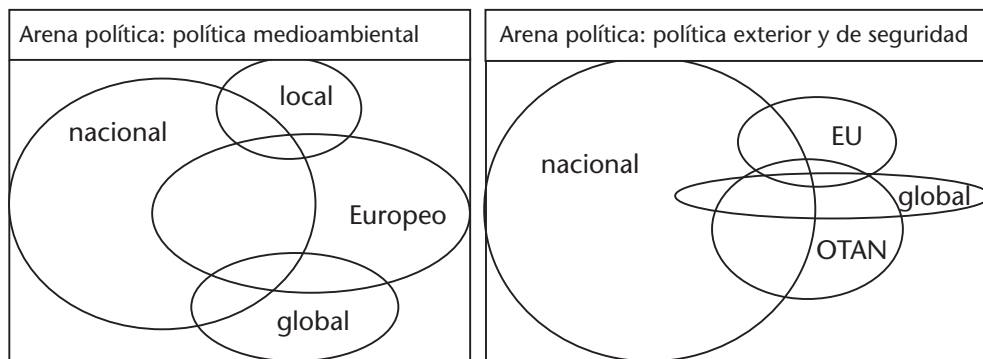 Arena política: política medioambiental
local
nacional
Europeo
global
Arena política: política exterior y de seguridad
EU
nacional
global
OTAN